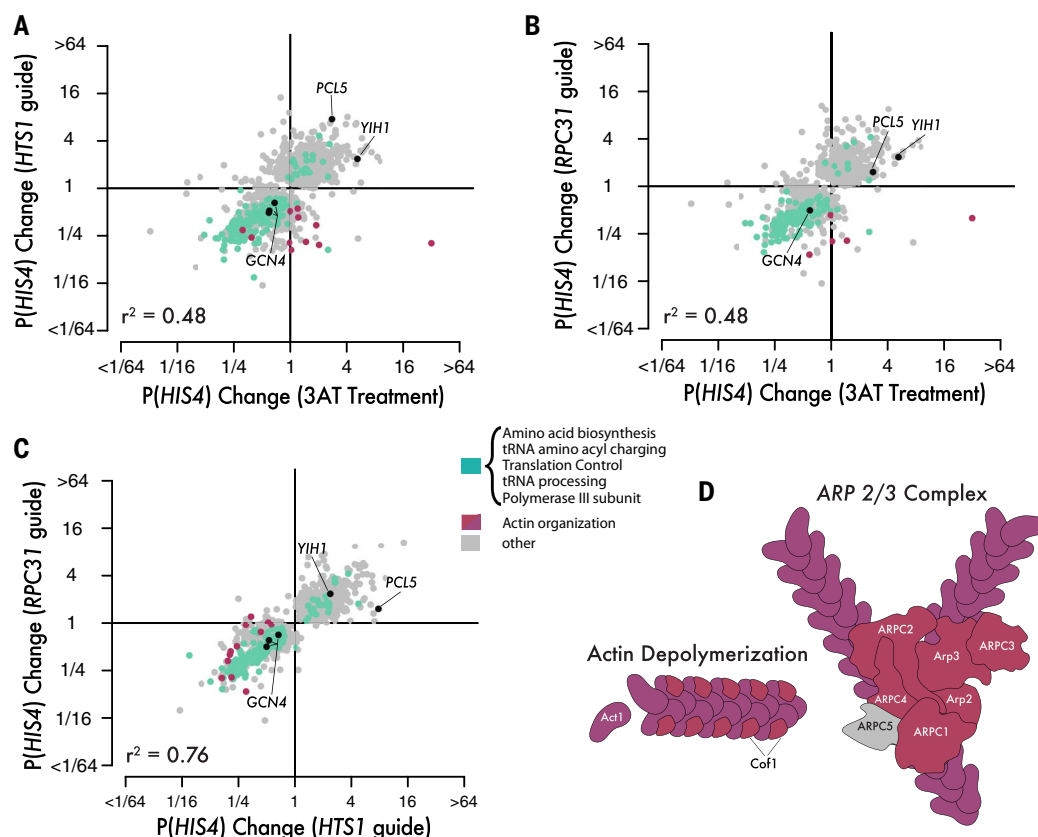 A
P(HIS4) Change (HTS1 guide)
>64
16
4
1
1/4
1/16
<1/64
PCL5
YIH1
GCN4
r² = 0.48
<1/64
1/16
1/4
1
4
16
>64
P(HIS4) Change (3AT Treatment)
B
P(HIS4) Change (RPC31 guide)
>64
16
4
1
1/4
1/16
<1/64
PCL5
YIH1
GCN4
r² = 0.48
<1/64
1/16
1/4
1
4
16
>64
P(HIS4) Change (3AT Treatment)
C
P(HIS4) Change (RPC31 guide)
>64
16
4
1
1/4
1/16
<1/64
YIH1
PCL5
GCN4
r² = 0.76
<1/64
1/16
1/4
1
4
16
>64
P(HIS4) Change (HTS1 guide)
Amino acid biosynthesis
tRNA amino acyl charging
Translation Control
tRNA processing
Polymerase III subunit
Actin organization
other
D
ARP 2/3 Complex
ARPC2
Arp3
ARPC3
ARPC4
Arp2
ARPC5
ARPC1
Actin Depolymerization
Act1
Cof1